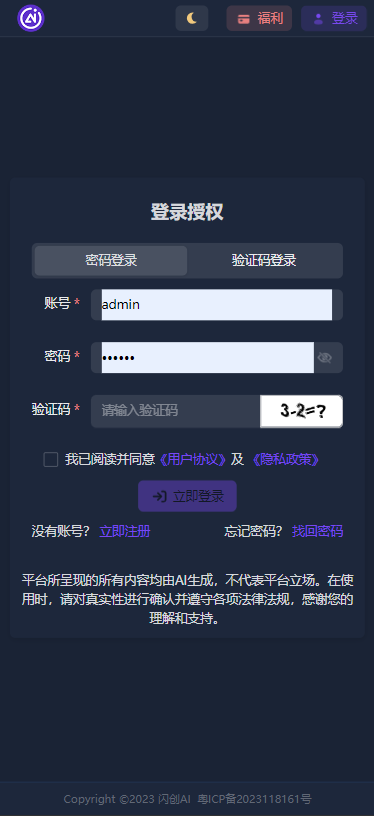 AI
福利
登录
登录授权
密码登录 验证码登录
账号 * admin
密码 * ••••••
验证码 * 请输入验证码 3-2=?
我已阅读并同意《用户协议》及《隐私政策》
立即登录
没有账号？ 立即注册 忘记密码？ 找回密码
平台所呈现的所有内容均由AI生成，不代表平台立场。在使
用时，请对真实性进行确认并遵守各项法律法规，感谢您的
理解和支持。
Copyright ©2023 闪创AI 粤ICP备2023118161号